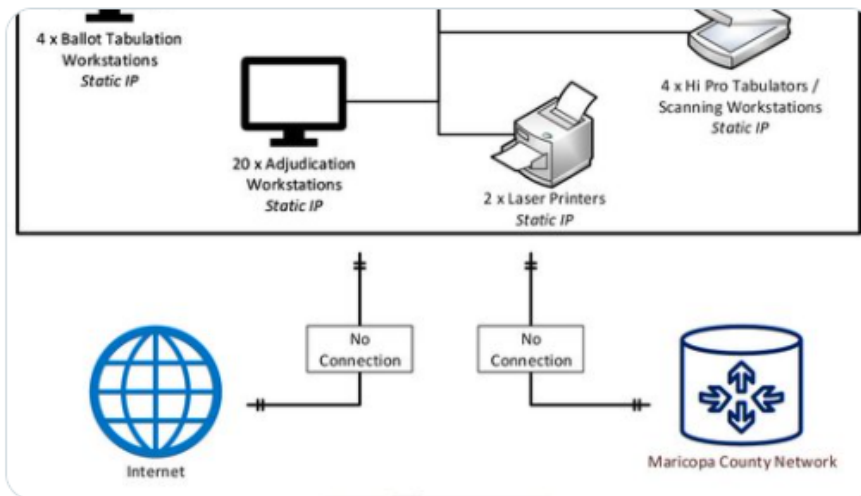 4 x Ballot Tabulation
Workstations
Static IP
20 x Adjudication
Workstations
Static IP
2 x Laser Printers
Static IP
4 x Hi Pro Tabulators /
Scanning Workstations
Static IP
No
Connection
No
Connection
Internet
Maricopa County Network